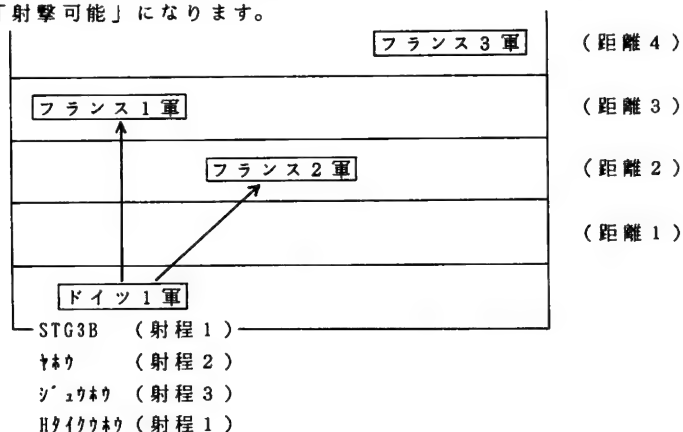 「射撃可能」になります。
フランス3軍 (距離4)
フランス1軍 (距離3)
フランス2軍 (距離2)
(距離1)
ドイツ1軍
STG3B (射程1)
ヤホウ (射程2)
ジュウホウ (射程3)
Hタイクウホウ (射程1)